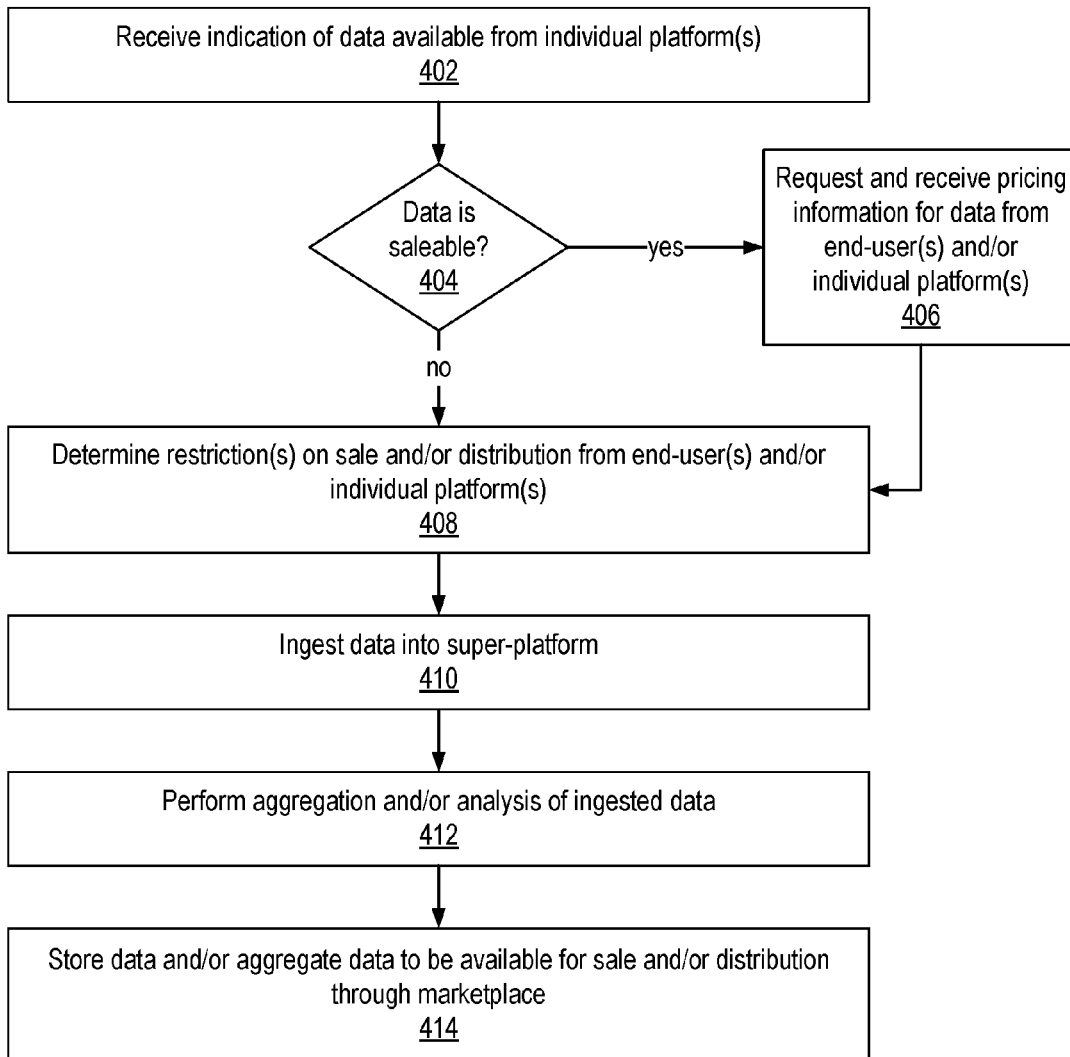 Receive indication of data available from individual platform(s)
402
Data is
saleable?
404
yes
Request and receive pricing
information for data from
end-user(s) and/or
individual platform(s)
406
no
Determine restriction(s) on sale and/or distribution from end-user(s) and/or
individual platform(s)
408
Ingest data into super-platform
410
Perform aggregation and/or analysis of ingested data
412
Store data and/or aggregate data to be available for sale and/or distribution
through marketplace
414